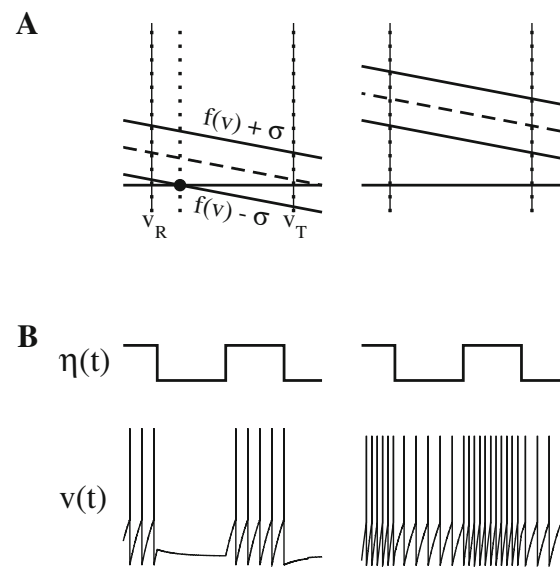 A
f(v) + σ
f(v) - σ
v_R
v_T
B
η(t)
v(t)